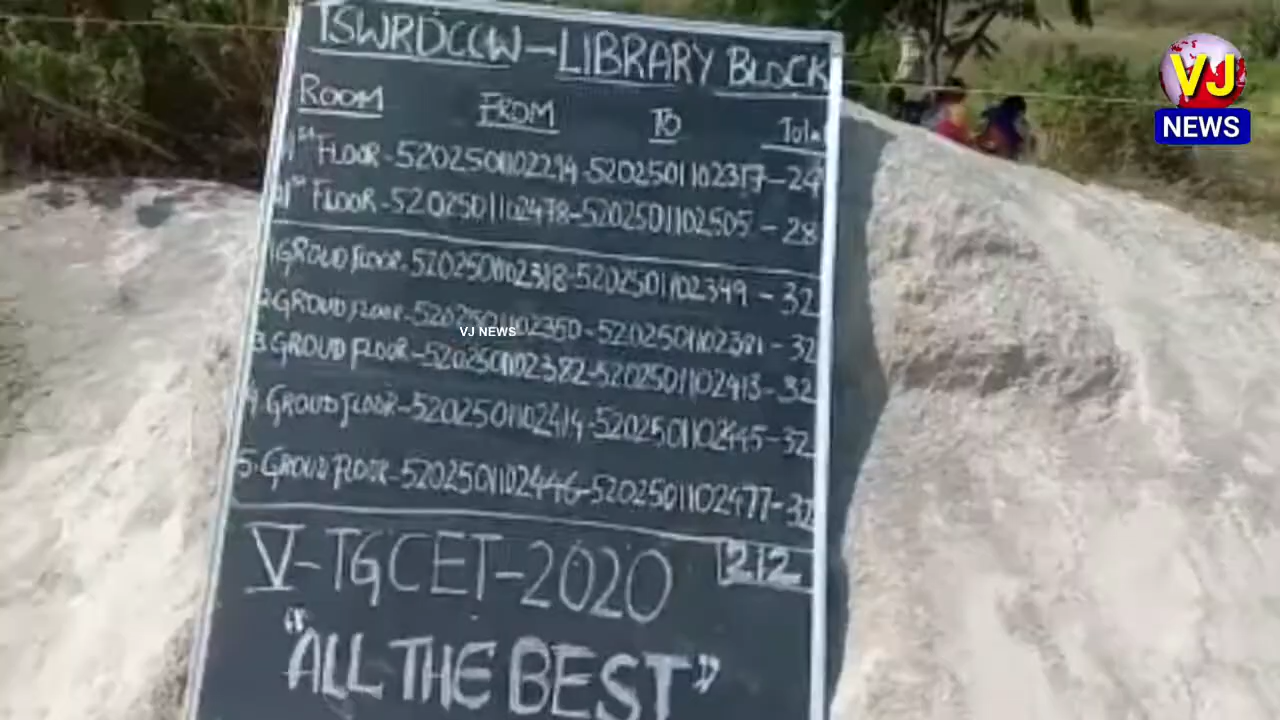 TSWRDCCW-LIBRARY BLOCK
ROOM FROM TO Total
1st FLOOR-5202501102294-5202501102317-24
1st FLOOR-5202501102478-5202501102505-28
1.GROUD FLOOR-5202501102318-5202501102349-32
2.GROUD FLOOR-5202501102350-5202501102381-32
3.GROUD FLOOR-5202501102382-5202501102413-32
4.GROUD FLOOR-5202501102414-5202501102445-32
5.GROUD FLOOR-5202501102446-5202501102477-32
212
V-TGCET-2020
"ALL THE BEST"
VJ
NEWS
VJ NEWS